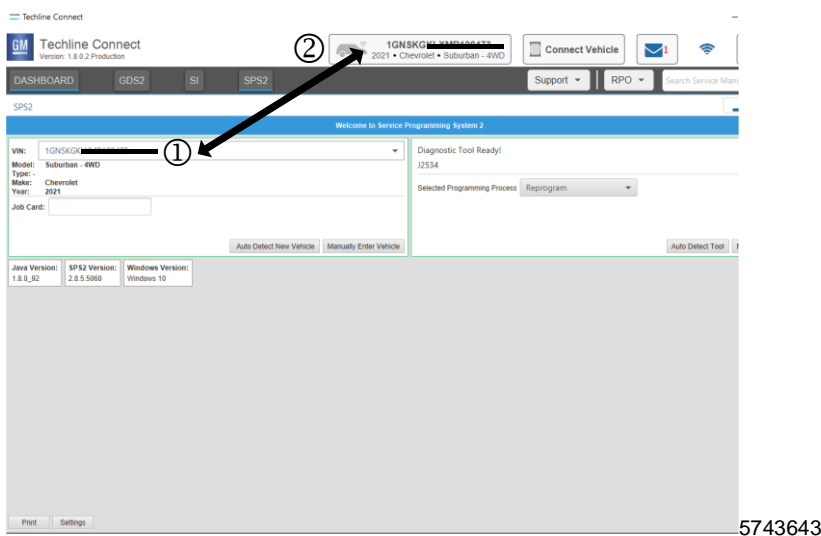 Techline Connect
GM
Techline Connect
Version: 1.8.0.2 Production
②
2021 • Chevrolet • Suburban - 4WD
Connect Vehicle
1
DASHBOARD
GDS2
SI
SPS2
Support
RPO
Search Service Man
SPS2
Welcome to Service Programming System 2
VIN:
1GNSKGK
①
Model: Suburban - 4WD
Type: -
Make: Chevrolet
Year: 2021
Job Card:
Auto Detect New Vehicle
Manually Enter Vehicle
Diagnostic Tool Ready!
J2534
Selected Programming Process
Reprogram
Auto Detect Tool
Java Version:
1.8.0_92
SPS2 Version:
2.8.5.5060
Windows Version:
Windows 10
Print
Settings
5743643